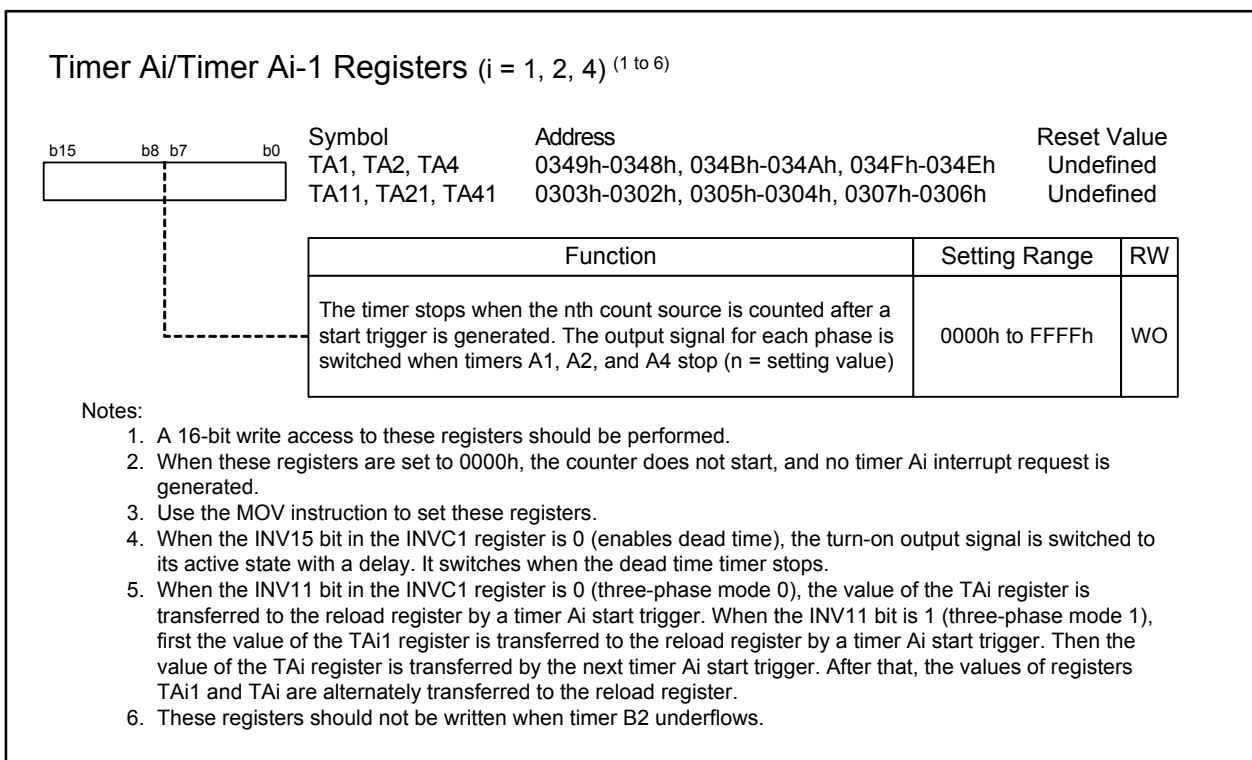 Timer Ai/Timer Ai-1 Registers (i = 1, 2, 4) (1 to 6)
b15 b8 b7 b0
Symbol Address Reset Value
TA1, TA2, TA4 0349h-0348h, 034Bh-034Ah, 034Fh-034Eh Undefined
TA11, TA21, TA41 0303h-0302h, 0305h-0304h, 0307h-0306h Undefined
Function Setting Range RW
The timer stops when the nth count source is counted after a
start trigger is generated. The output signal for each phase is
switched when timers A1, A2, and A4 stop (n = setting value)
0000h to FFFFh WO
Notes:
1. A 16-bit write access to these registers should be performed.
2. When these registers are set to 0000h, the counter does not start, and no timer Ai interrupt request is
generated.
3. Use the MOV instruction to set these registers.
4. When the INV15 bit in the INVC1 register is 0 (enables dead time), the turn-on output signal is switched to
its active state with a delay. It switches when the dead time timer stops.
5. When the INV11 bit in the INVC1 register is 0 (three-phase mode 0), the value of the TAi register is
transferred to the reload register by a timer Ai start trigger. When the INV11 bit is 1 (three-phase mode 1),
first the value of the TAi1 register is transferred to the reload register by a timer Ai start trigger. Then the
value of the TAi register is transferred by the next timer Ai start trigger. After that, the values of registers
TAi1 and TAi are alternately transferred to the reload register.
6. These registers should not be written when timer B2 underflows.